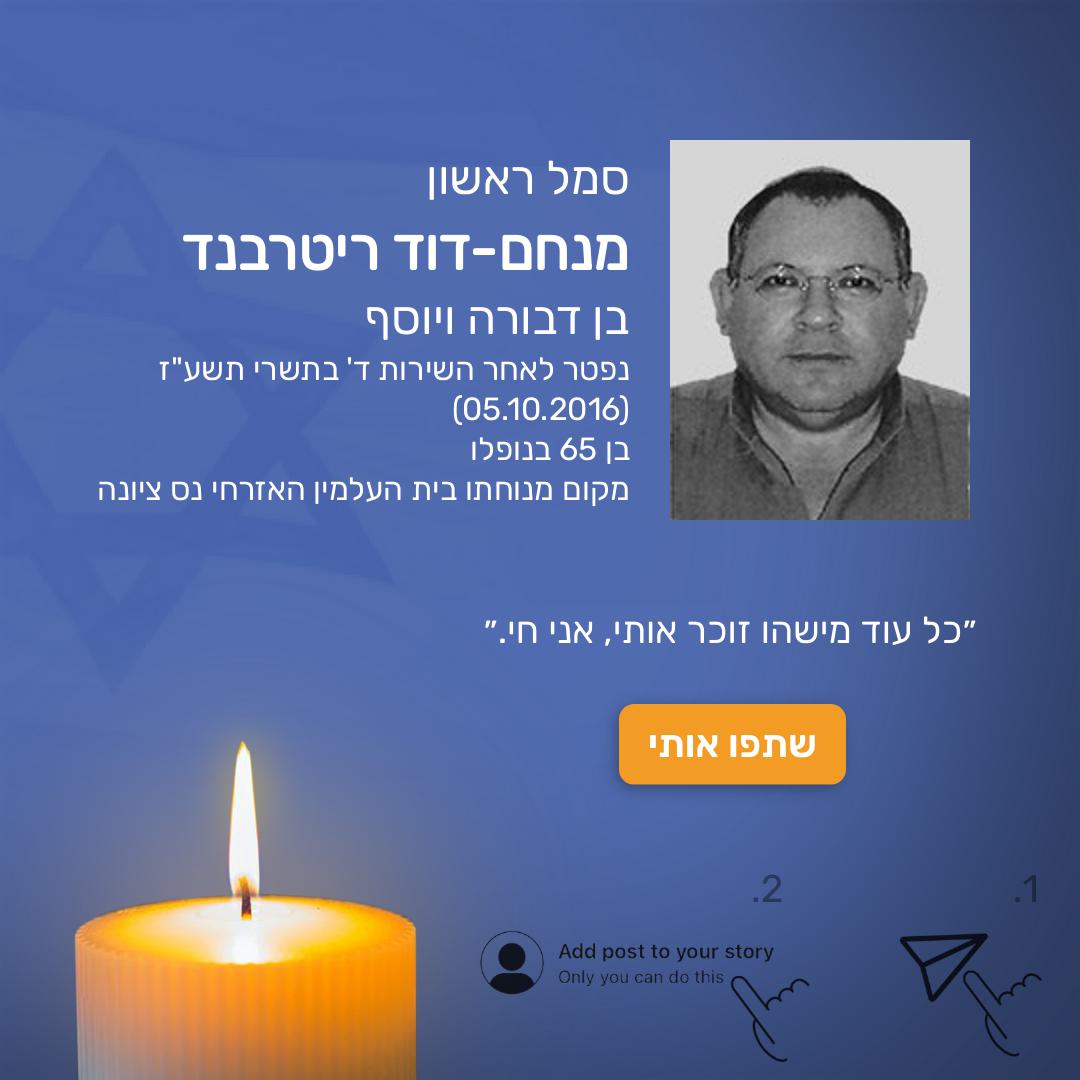 סמל ראשון
מנחם-דוד ריטרבנד
בן דבורה ויוסף
נפטר לאחר השירות ד' בתשרי תשע"ז
(05.10.2016)
בן 65 בנופלו
מקום מנוחתו בית העלמין האזרחי נס ציונה
״כל עוד מישהו זוכר אותי, אני חי.״
שתפו אותי
1.
2.
Add post to your story
Only you can do this